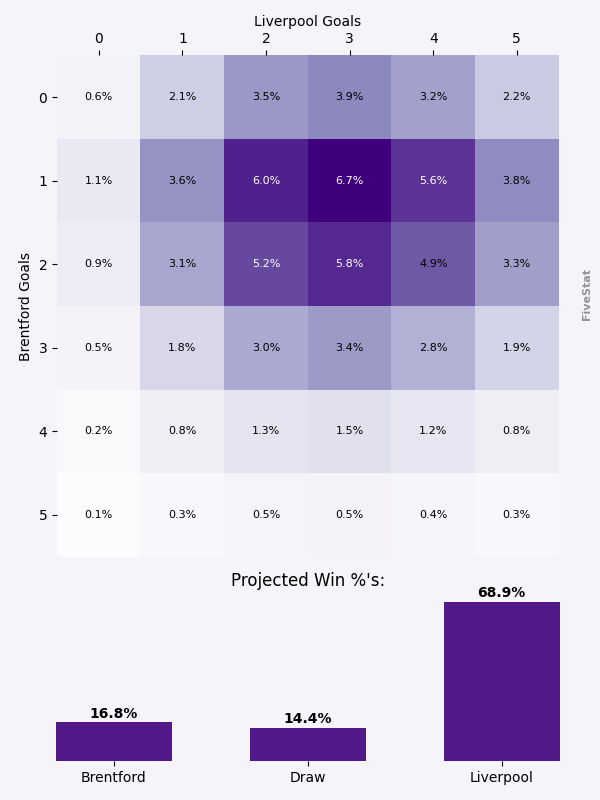 Liverpool Goals
0 1 2 3 4 5
0 0.6% 2.1% 3.5% 3.9% 3.2% 2.2%
1 1.1% 3.6% 6.0% 6.7% 5.6% 3.8%
2 0.9% 3.1% 5.2% 5.8% 4.9% 3.3%
3 0.5% 1.8% 3.0% 3.4% 2.8% 1.9%
4 0.2% 0.8% 1.3% 1.5% 1.2% 0.8%
5 0.1% 0.3% 0.5% 0.5% 0.4% 0.3%
Brentford Goals
FiveStat
Projected Win %'s:
16.8% 14.4% 68.9%
Brentford Draw Liverpool